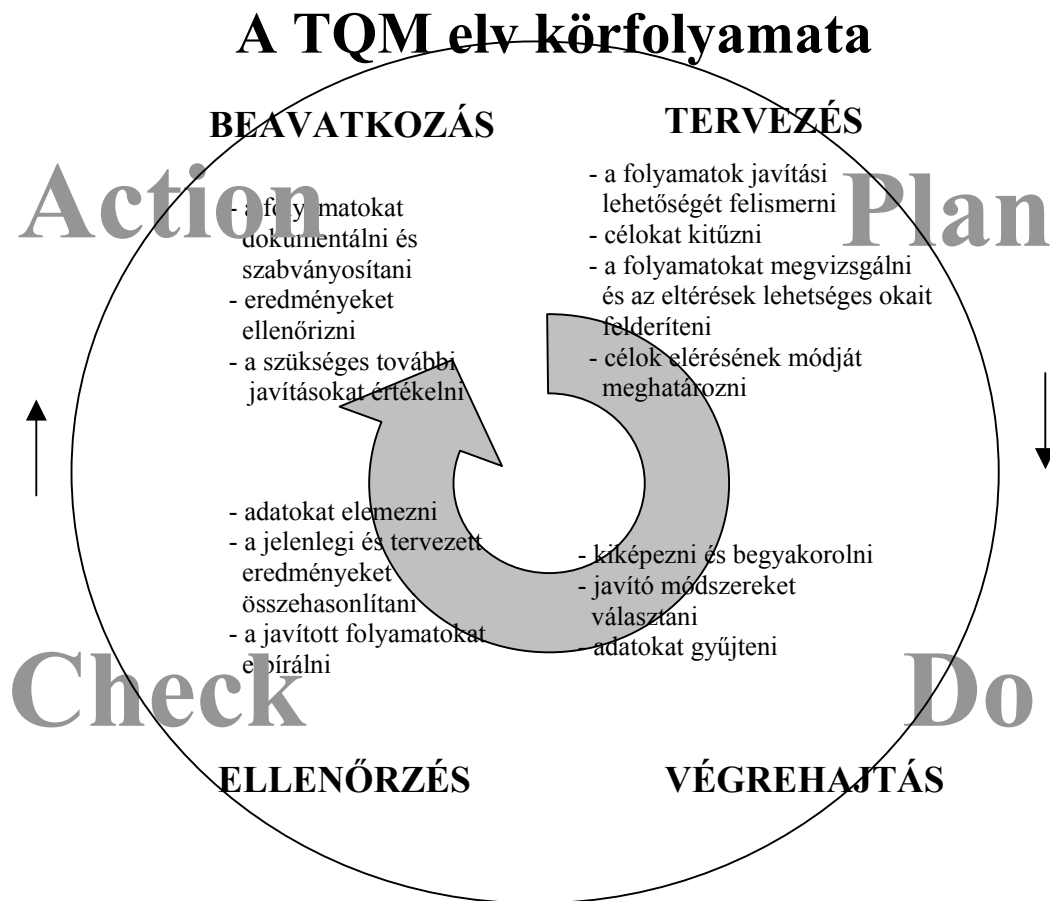 A TQM elv körfolyamata
BEAVATKOZÁS
Action
- a folyamatokat
dokumentálni és
szabványosítani
- eredményeket
ellenőrizni
- a szükséges további
javításokat értékelni
TERVEZÉS
Plan
- a folyamatok javítási
lehetőségét felismerni
- célokat kitűzni
- a folyamatokat megvizsgálni
és az eltérések lehetséges okait
felderíteni
- célok elérésének módját
meghatározni
- adatokat elemezni
- a jelenlegi és tervezett
eredményeket
összehasonlítani
- a javított folyamatokat
elbírálni
Check
ELLENŐRZÉS
- kiképezni és begyakorolni
- javító módszereket
választani
- adatokat gyűjteni
Do
VÉGREHAJTÁS